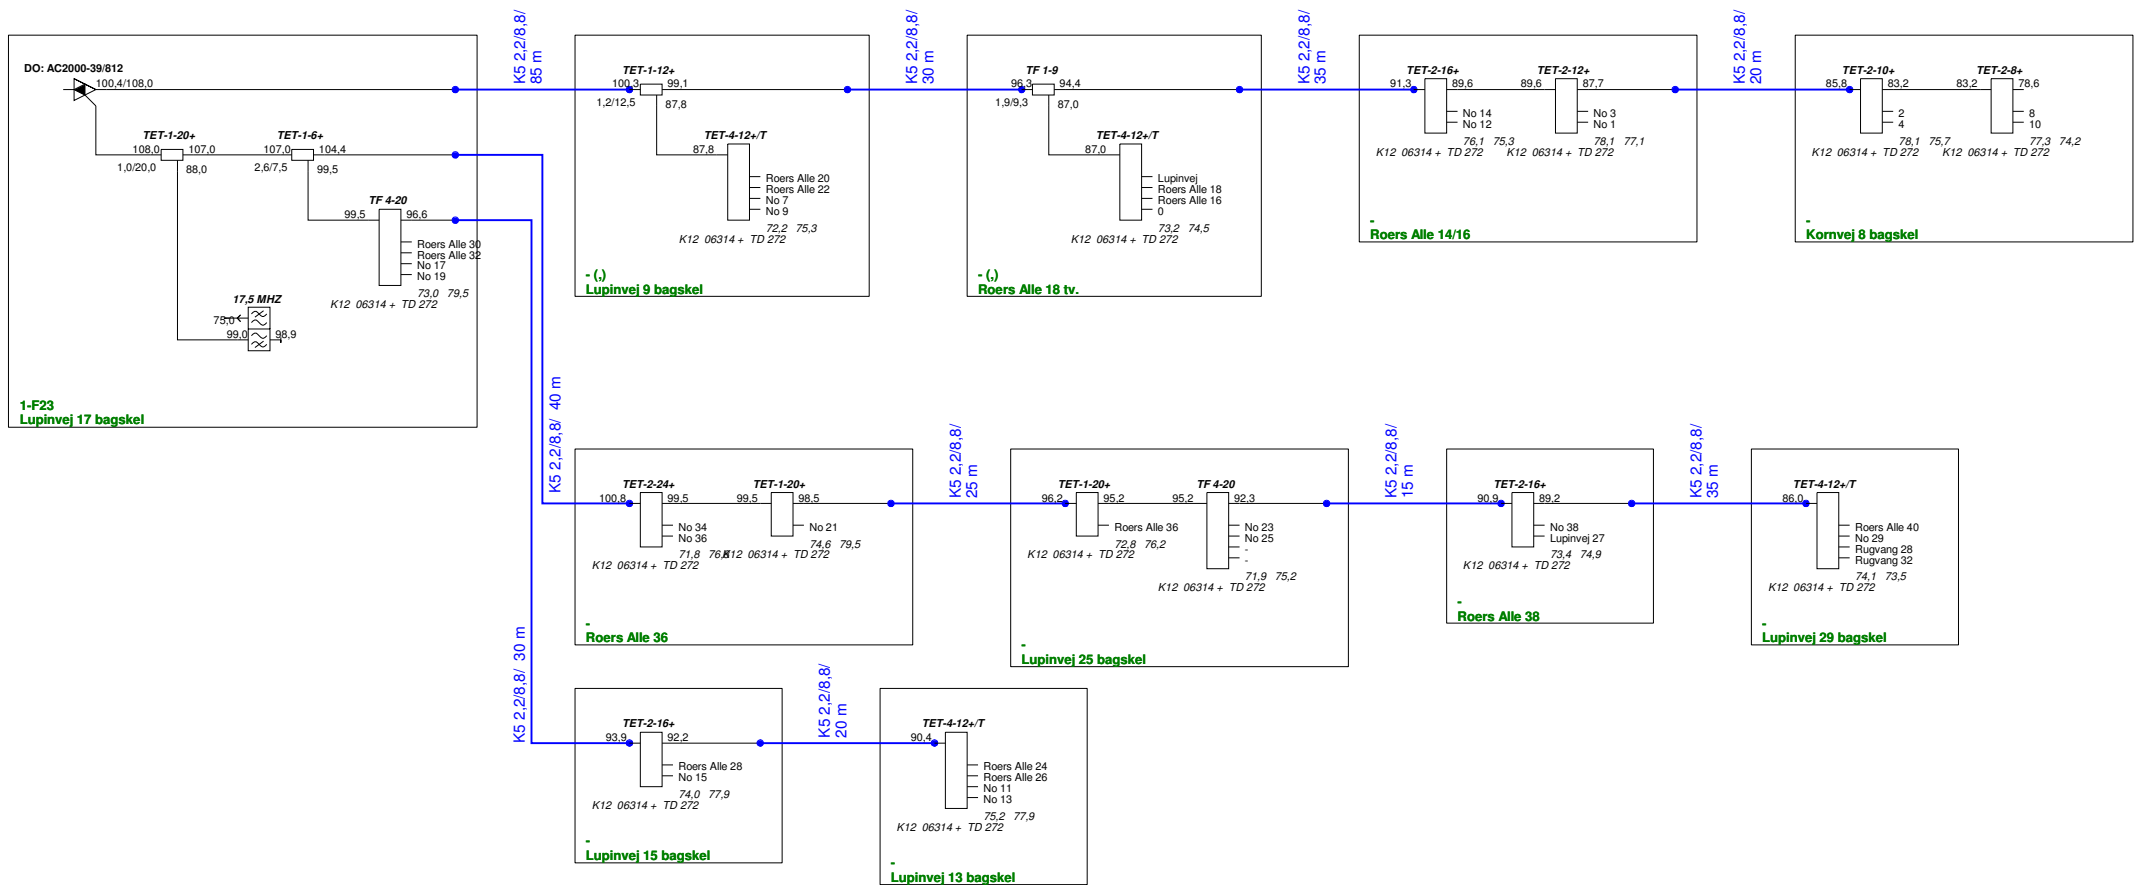 DO: AC2000-39/812
100,4/108,0
TET-1-20+
108,0
107,0
1,0/20,0
88,0
TET-1-6+
107,0
104,4
2,6/7,5
99,5
TF 4-20
99,5
96,6
Roers Alle 30
Roers Alle 32
No 17
No 19
73,0 79,5
K12 06314 + TD 272
17,5 MHZ
75,0
99,0
98,9
1-F23
Lupinvej 17 bagskel
K5 2,2/8,8/
85 m
TET-1-12+
100,3
99,1
1,2/12,5
87,8
TET-4-12+/T
87,8
Roers Alle 20
Roers Alle 22
No 7
No 9
72,2 75,3
K12 06314 + TD 272
- (,)
Lupinvej 9 bagskel
K5 2,2/8,8/
30 m
TF 1-9
96,3
94,4
1,9/9,3
87,0
TET-4-12+/T
87,0
Lupinvej
Roers Alle 18
Roers Alle 16
0
73,2 74,5
K12 06314 + TD 272
- (,)
Roers Alle 18 tv.
K5 2,2/8,8/
35 m
TET-2-16+
91,3
89,6
No 14
No 12
76,1 75,3
K12 06314 + TD 272
TET-2-12+
89,6
87,7
No 3
No 1
78,1 77,1
K12 06314 + TD 272
-
Roers Alle 14/16
K5 2,2/8,8/
20 m
TET-2-10+
85,8
83,2
2
4
78,1 75,7
K12 06314 + TD 272
TET-2-8+
83,2
78,6
8
10
77,3 74,2
K12 06314 + TD 272
-
Kornvej 8 bagskel
K5 2,2/8,8/ 40 m
TET-2-24+
100,8
99,5
No 34
No 36
71,8
K12 06314 + TD 272
TET-1-20+
99,5
98,5
No 21
74,6 79,5
K12 06314 + TD 272
-
Roers Alle 36
K5 2,2/8,8/
25 m
TET-1-20+
96,2
95,2
Roers Alle 36
72,8 76,2
K12 06314 + TD 272
TF 4-20
95,2
92,3
No 23
No 25
-
-
71,9 75,2
K12 06314 + TD 272
-
Lupinvej 25 bagskel
K5 2,2/8,8/
15 m
TET-2-16+
90,9
89,2
No 38
Lupinvej 27
73,4 74,9
K12 06314 + TD 272
-
Roers Alle 38
K5 2,2/8,8/
35 m
TET-4-12+/T
86,0
Roers Alle 40
No 29
Rugvang 28
Rugvang 32
74,1 73,5
K12 06314 + TD 272
-
Lupinvej 29 bagskel
K5 2,2/8,8/ 30 m
TET-2-16+
93,9
92,2
Roers Alle 28
No 15
74,0 77,9
K12 06314 + TD 272
-
Lupinvej 15 bagskel
K5 2,2/8,8/
20 m
TET-4-12+/T
90,4
Roers Alle 24
Roers Alle 26
No 11
No 13
75,2 77,9
K12 06314 + TD 272
-
Lupinvej 13 bagskel